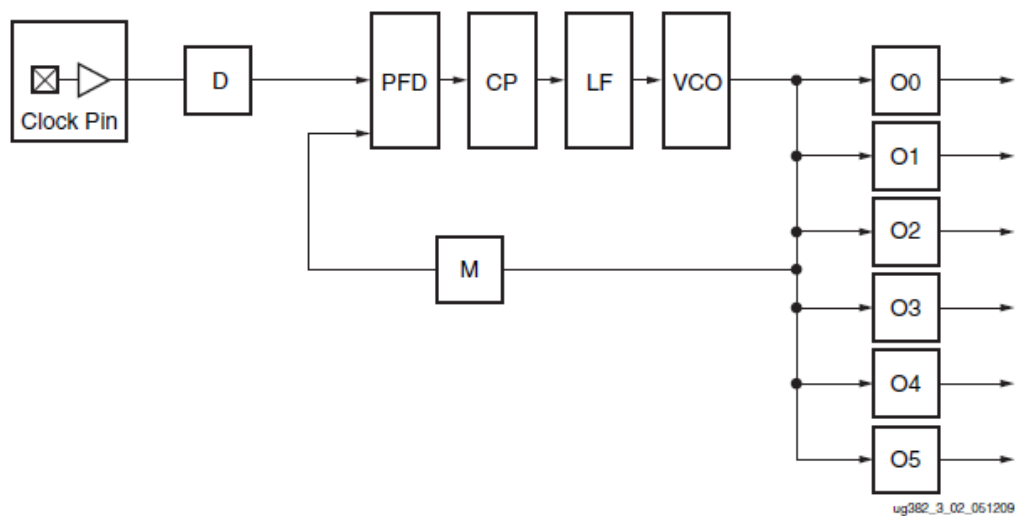 Clock Pin
D
PFD
CP
LF
VCO
O0
O1
O2
M
O3
O4
O5
ug382_3_02_051209